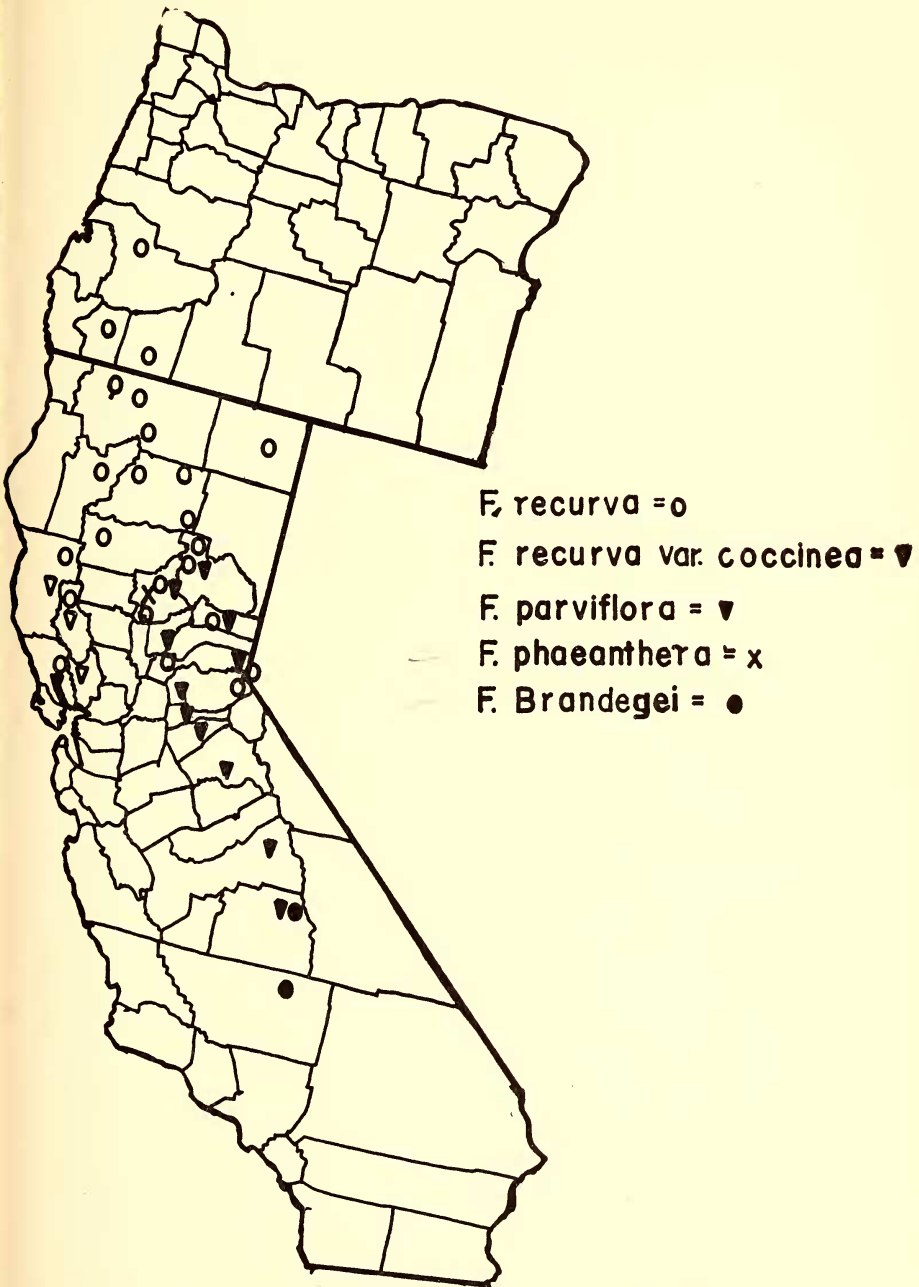 F. recurva = o
F. recurva var. coccinea = ▼
F. parviflora = ▼
F. phaeanthera = x
F. Brandegei = ●